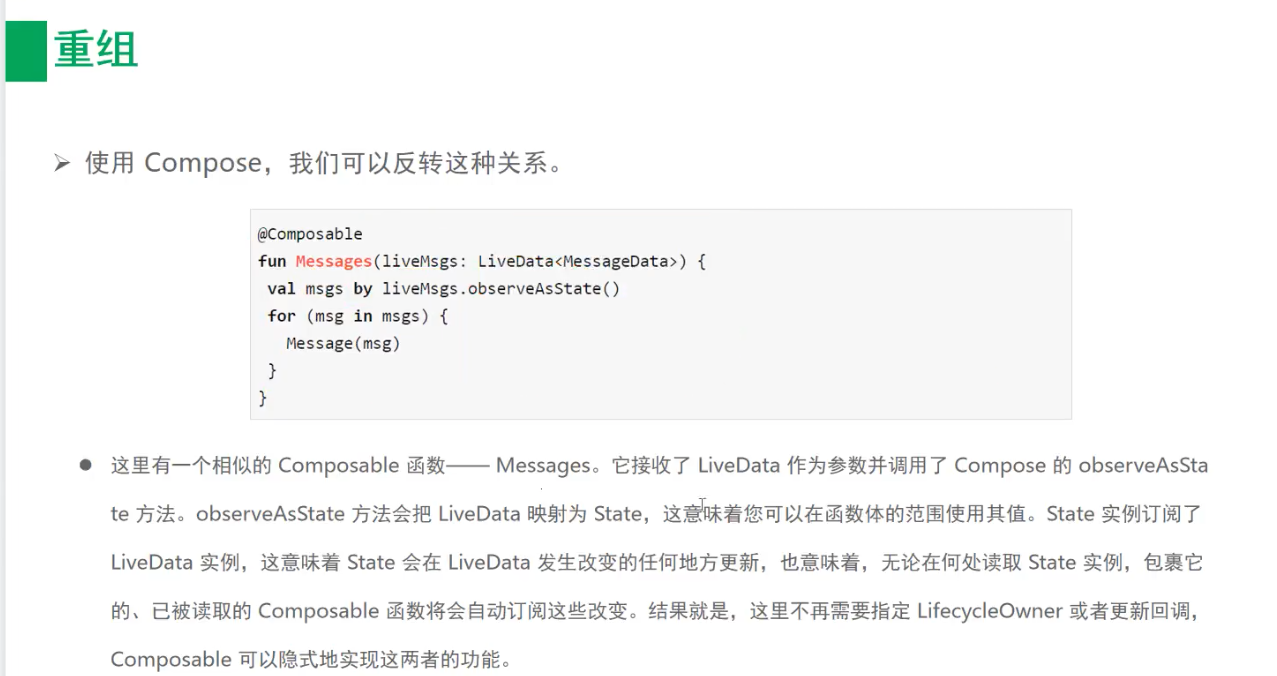 重组
➢ 使用 Compose，我们可以反转这种关系。
@Composable
fun Messages(liveMsgs: LiveData<MessageData>) {
 val msgs by liveMsgs.observeAsState()
 for (msg in msgs) {
   Message(msg)
 }
}
● 这里有一个相似的 Composable 函数—— Messages。它接收了 LiveData 作为参数并调用了 Compose 的 observeAsSta
te 方法。observeAsState 方法会把 LiveData 映射为 State，这意味着您可以在函数体的范围使用其值。State 实例订阅了
LiveData 实例，这意味着 State 会在 LiveData 发生改变的任何地方更新，也意味着，无论在何处读取 State 实例，包裹它
的、已被读取的 Composable 函数将会自动订阅这些改变。结果就是，这里不再需要指定 LifecycleOwner 或者更新回调，
Composable 可以隐式地实现这两者的功能。